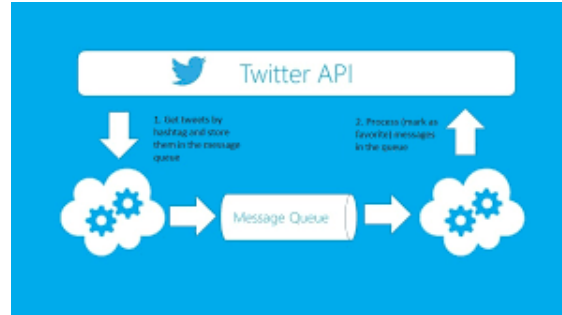 Twitter API
1. Get tweets by
hashtag and store
them in the message
queue
2. Process (mark as
favorite) messages
in the queue
Message Queue